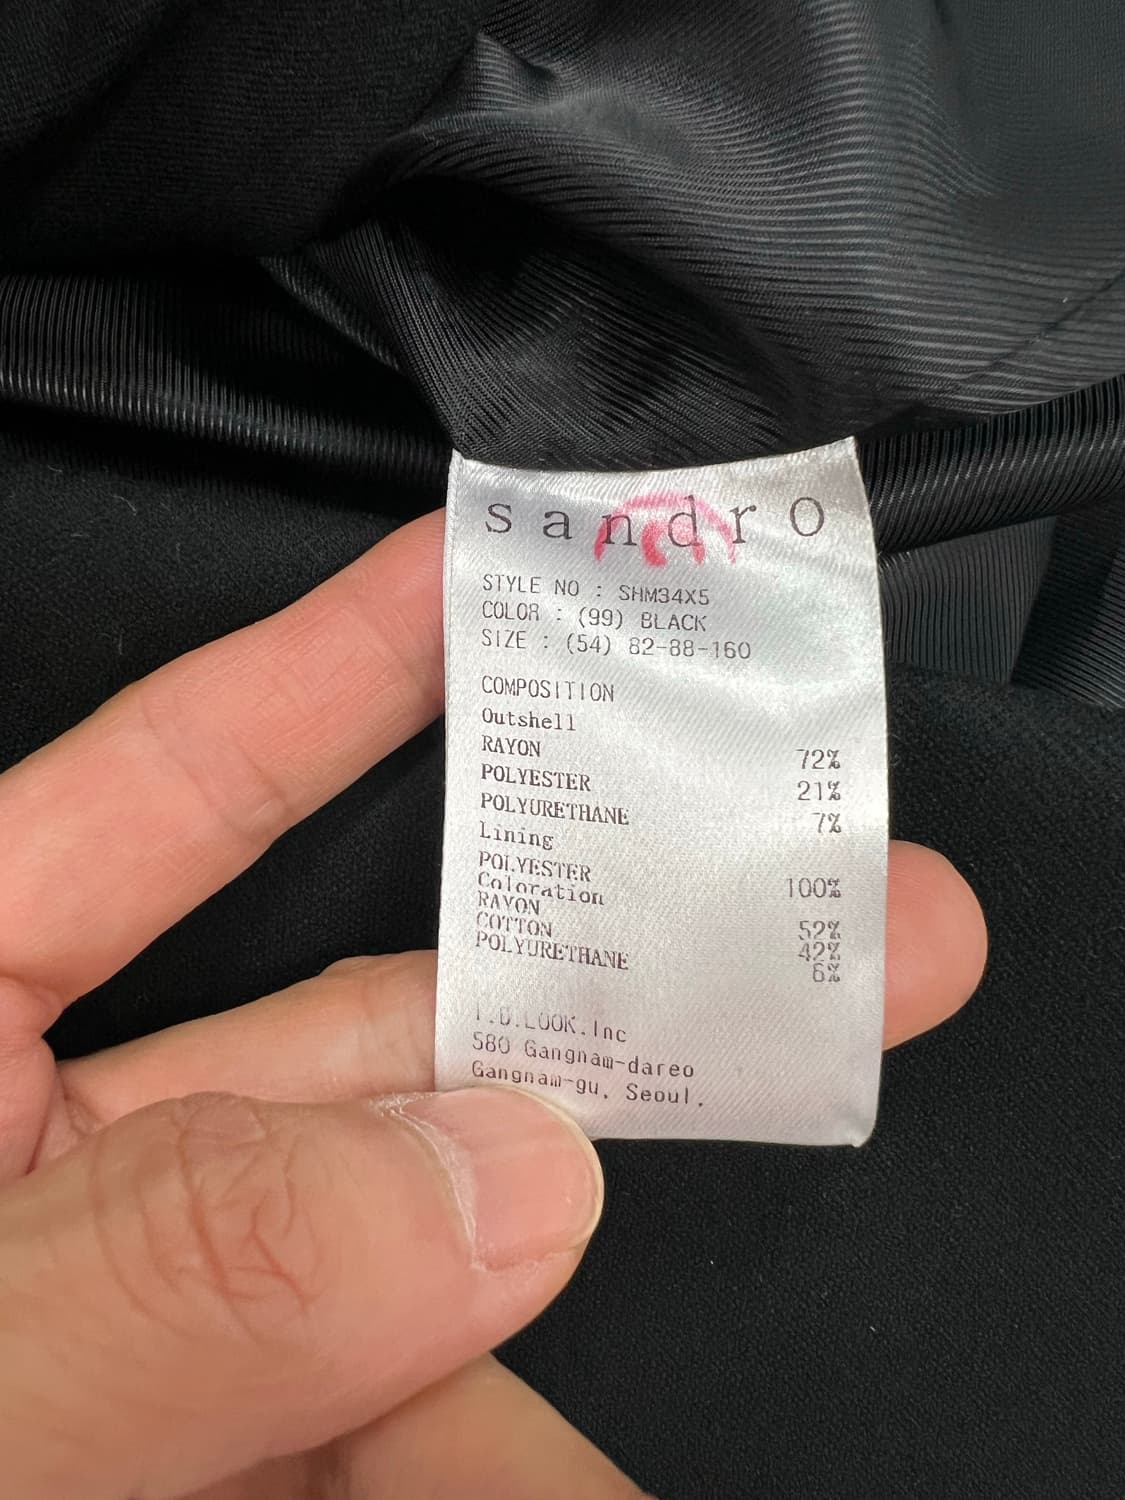 sandro
STYLE NO : SHM34X5
COLOR : (99) BLACK
SIZE : (54) 82-88-160
COMPOSITION
Outshell
RAYON 72%
POLYESTER 21%
POLYURETHANE 7%
Lining
POLYESTER 100%
Coloration
RAYON 52%
COTTON 42%
POLYURETHANE 6%
I.D.LOOK.Inc
580 Gangnam-dareo
Gangnam-gu, Seoul.